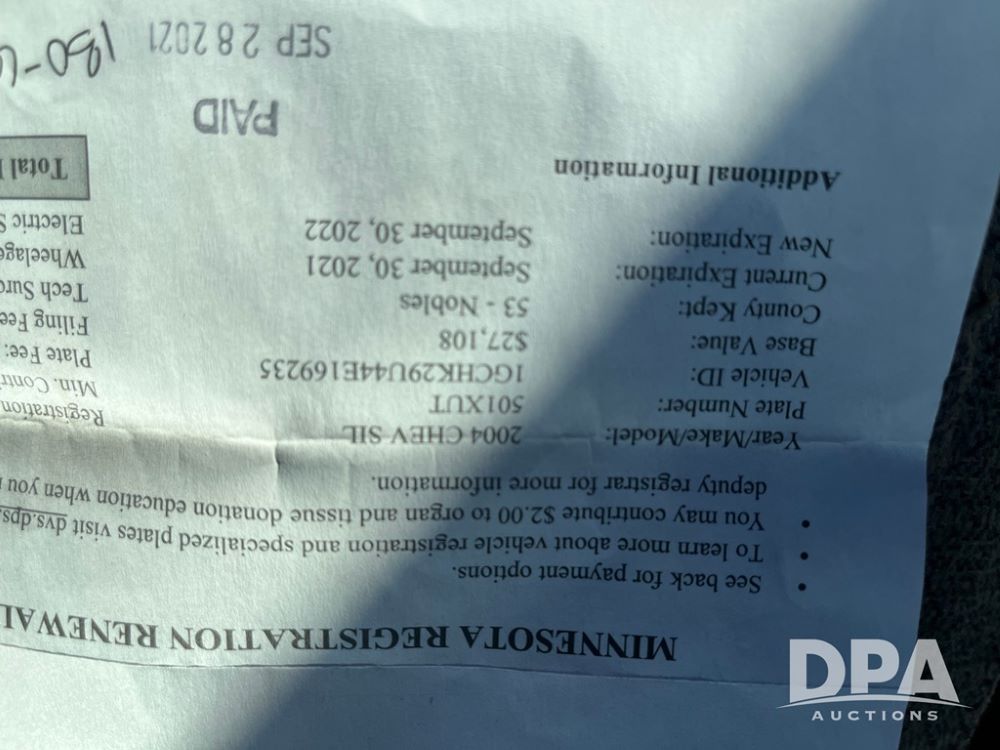 MINNESOTA REGISTRATION RENEWAL
• See back for payment options.
• To learn more about vehicle registration and specialized plates visit dvs.dps.
• You may contribute $2.00 to organ and tissue donation education when you
deputy registrar for more information.
Year/Make/Model: 2004 CHEV SIL
Registration
Plate Number: 501XUT
Min. Contri
Vehicle ID: 1GCHK29U44E169235
Plate Fee:
Base Value: $27,108
Filing Fee
County Kept: 53 - Nobles
Tech Sur
Current Expiration: September 30, 2021
Wheelage
New Expiration: September 30, 2022
Electric S
Additional Information
Total
PAID
SEP 28 2021
DPA
AUCTIONS